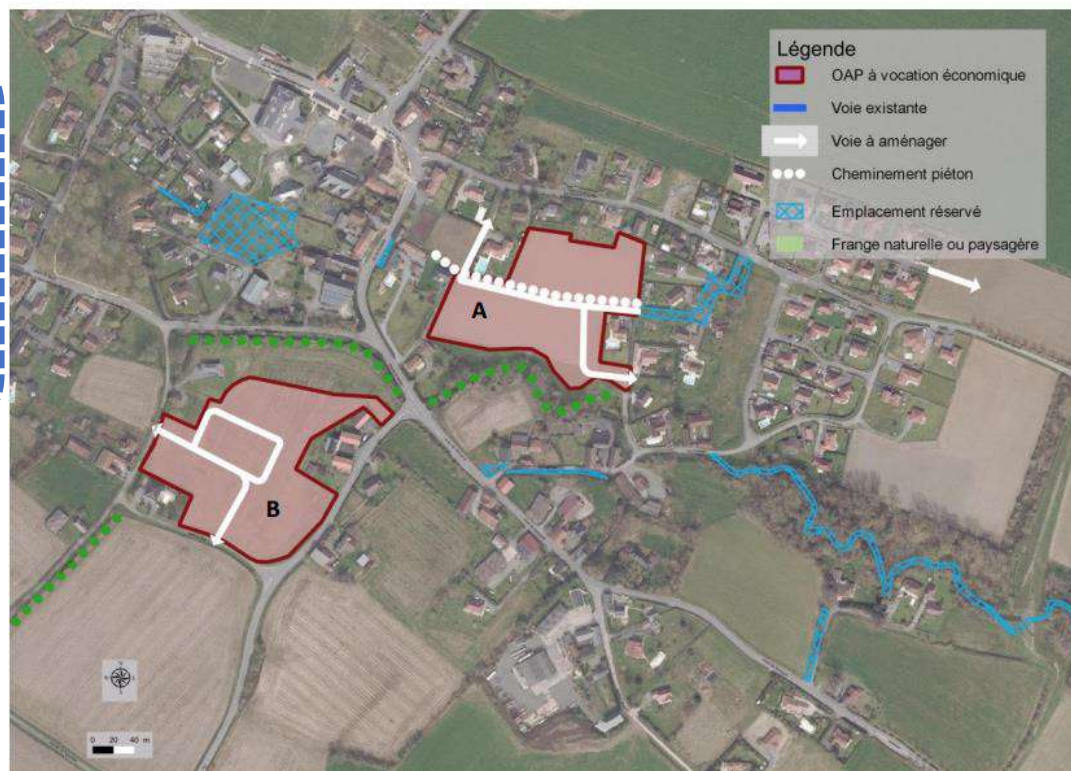 Légende
OAP à vocation économique
Voie existante
Voie à aménager
Cheminement piéton
Emplacement réservé
Frange naturelle ou paysagère
A
B
0 20 40 m